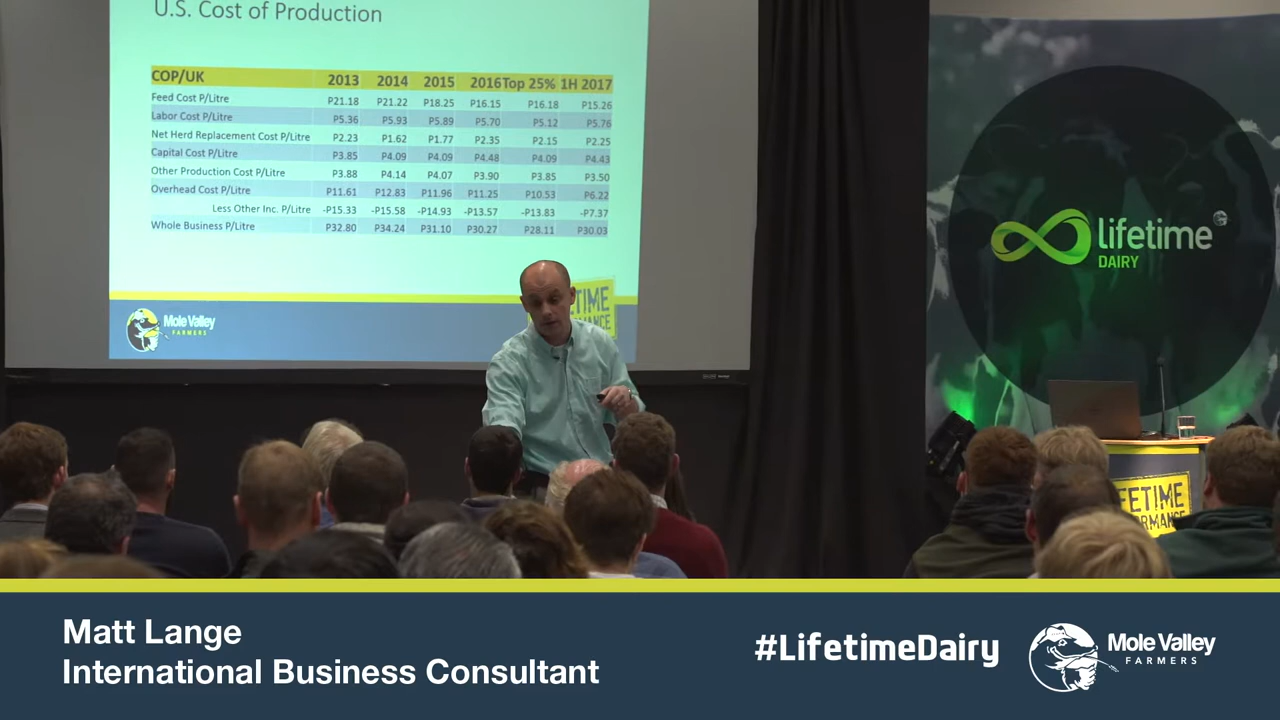 U.S. Cost of Production
COP/UK 2013 2014 2015 2016 Top 25% 1H 2017
Feed Cost P/Litre P21.18 P21.22 P18.25 P16.15 P16.18 P15.26
Labor Cost P/Litre P5.36 P5.93 P5.89 P5.70 P5.12 P5.76
Net Herd Replacement Cost P/Litre P2.23 P1.62 P1.77 P2.35 P2.15 P2.25
Capital Cost P/Litre P3.85 P4.09 P4.09 P4.48 P4.09 P4.43
Other Production Cost P/Litre P3.88 P4.14 P4.07 P3.90 P3.85 P3.50
Overhead Cost P/Litre P11.61 P12.83 P11.96 P11.25 P10.53 P6.22
Less Other Inc. P/Litre -P15.33 -P15.58 -P14.93 -P13.57 -P13.83 -P7.37
Whole Business P/Litre P32.80 P34.24 P31.10 P30.27 P28.11 P30.03
Mole Valley
FARMERS
TIME
MANCE
lifetime
DAIRY
FETIME
ORMANCE
Matt Lange
International Business Consultant
#LifetimeDairy
Mole Valley
FARMERS